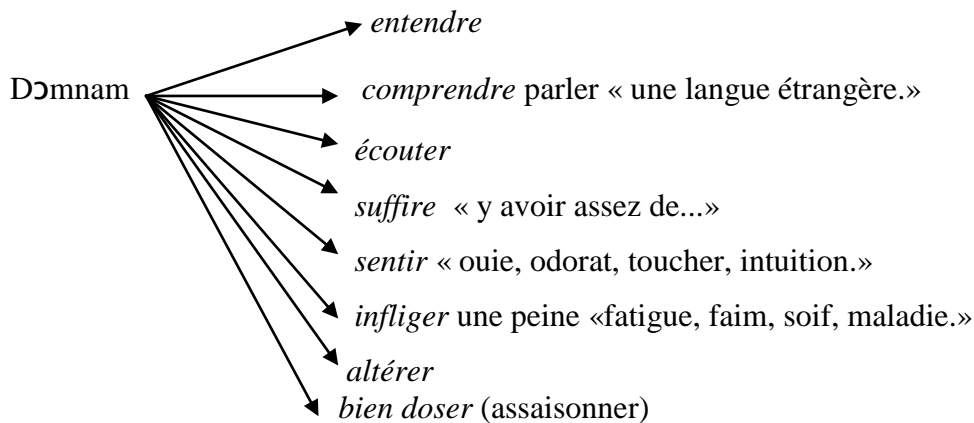 entendre
Dɔmnam
comprendre parler « une langue étrangère.»
écouter
suffire « y avoir assez de...»
sentir « ouie, odorat, toucher, intuition.»
infliger une peine «fatigue, faim, soif, maladie.»
altérer
bien doser (assaisonner)